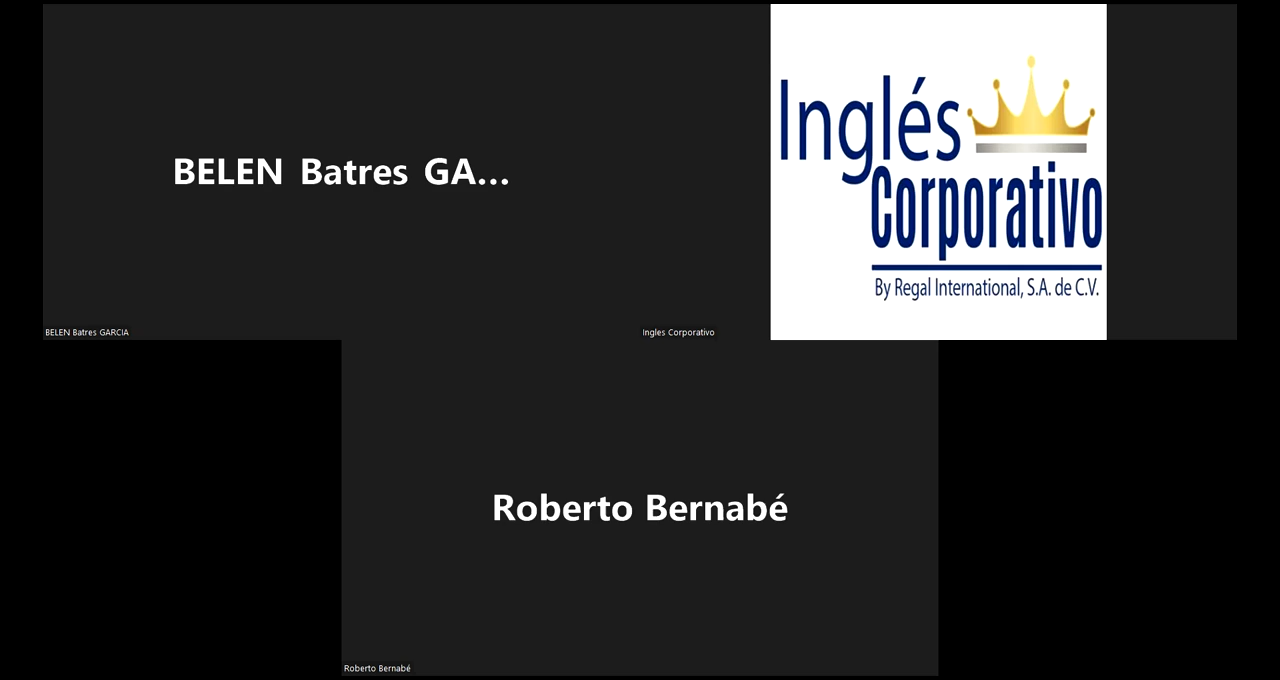 BELEN Batres GA...
BELEN Batres GARCIA
Inglés
Corporativo
By Regal International, S.A. de C.V.
Ingles Corporativo
Roberto Bernabé
Roberto Bernabé